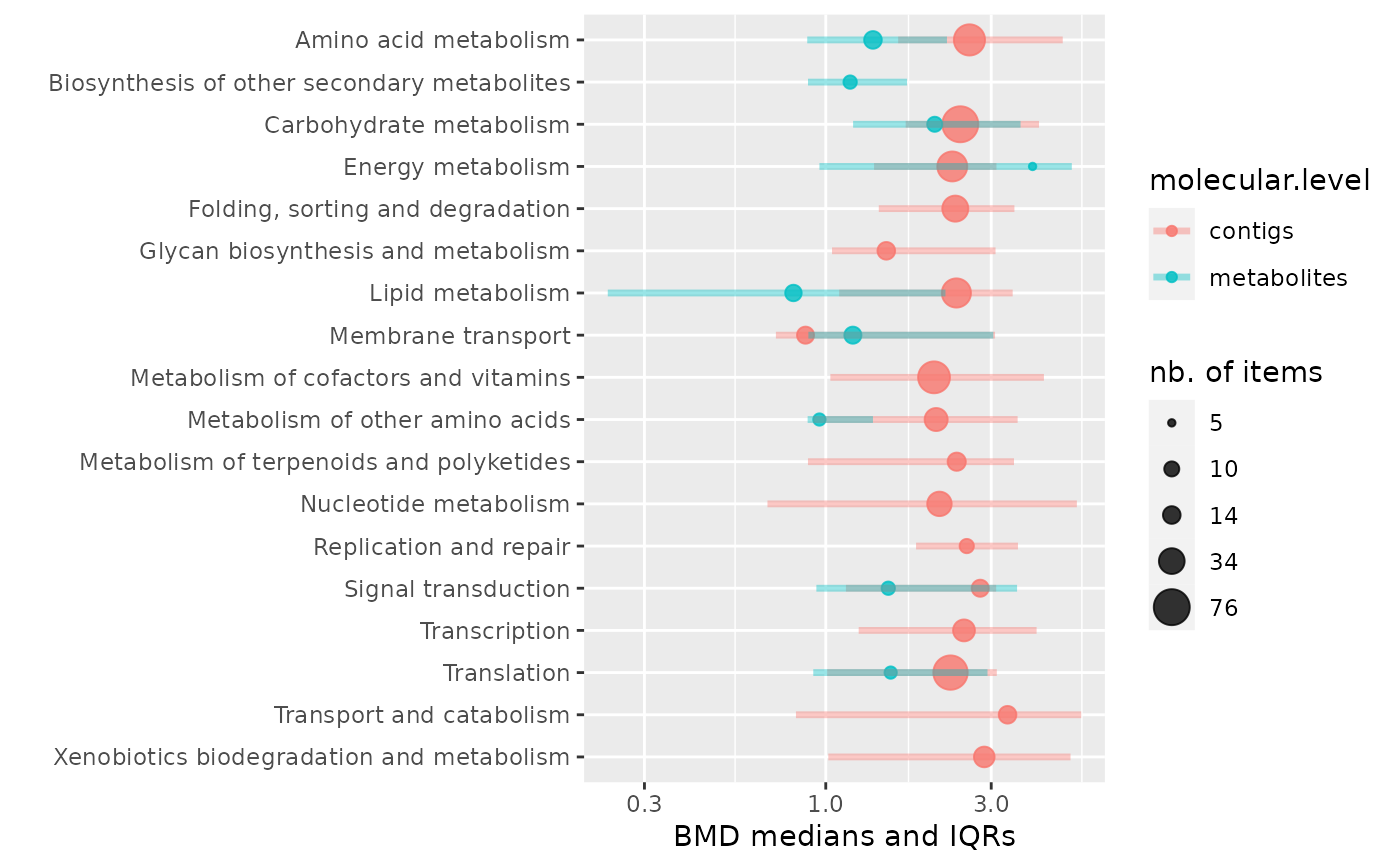 Amino acid metabolism
Biosynthesis of other secondary metabolites
Carbohydrate metabolism
Energy metabolism
Folding, sorting and degradation
Glycan biosynthesis and metabolism
Lipid metabolism
Membrane transport
Metabolism of cofactors and vitamins
Metabolism of other amino acids
Metabolism of terpenoids and polyketides
Nucleotide metabolism
Replication and repair
Signal transduction
Transcription
Translation
Transport and catabolism
Xenobiotics biodegradation and metabolism
0.3 1.0 3.0
BMD medians and IQRs
molecular.level
contigs
metabolites
nb. of items
5
10
14
34
76